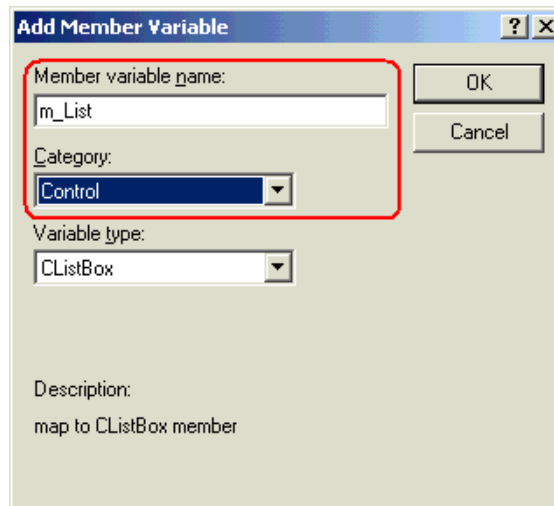 Add Member Variable
Member variable name:
m_List
OK
Cancel
Category:
Control
Variable type:
CListBox
Description:
map to CListBox member